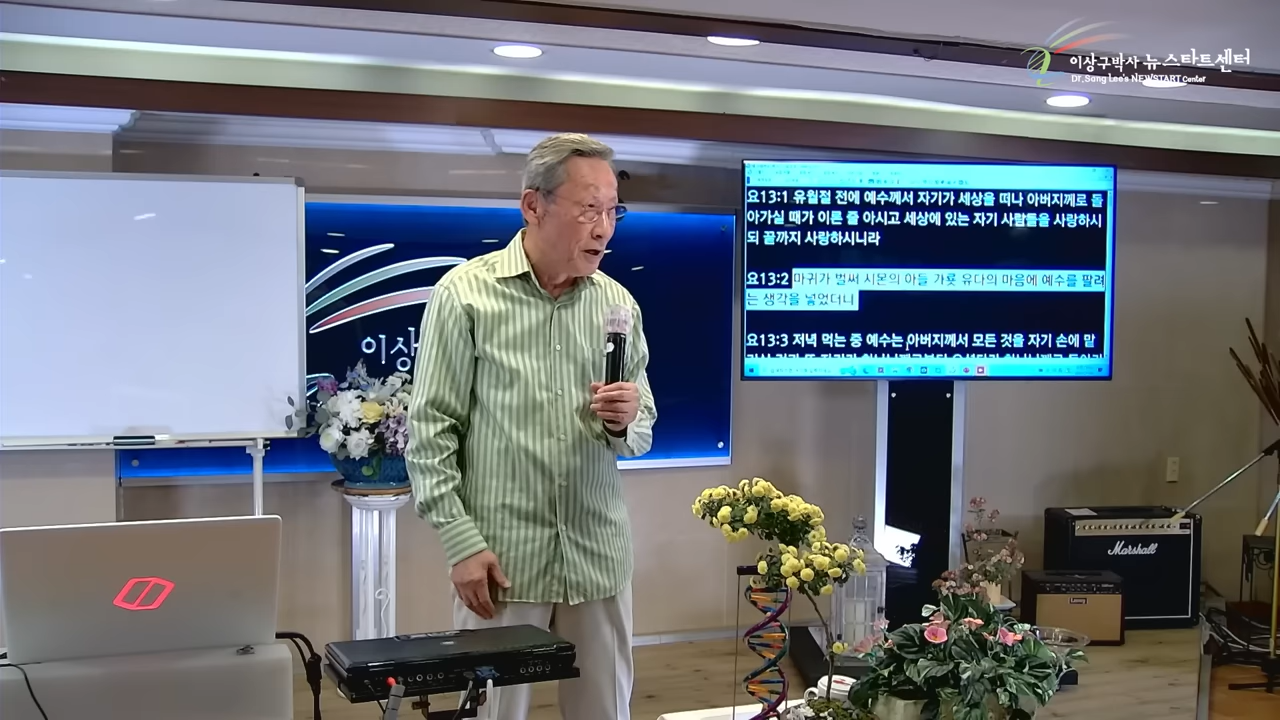 이상구박사 뉴스타트센터
Dr. Sang Lee's NEWSTART Center
요13:1 유월절 전에 예수께서 자기가 세상을 떠나 아버지께로 돌
아가실 때가 이른 줄 아시고 세상에 있는 자기 사람들을 사랑하시
되 끝까지 사랑하시니라
요13:2 마귀가 벌써 시몬의 아들 가룟 유다의 마음에 예수를 팔려
는 생각을 넣었더니
요13:3 저녁 먹는 중 예수는 아버지께서 모든 것을 자기 손에 맡
이상
Marshall
Laney